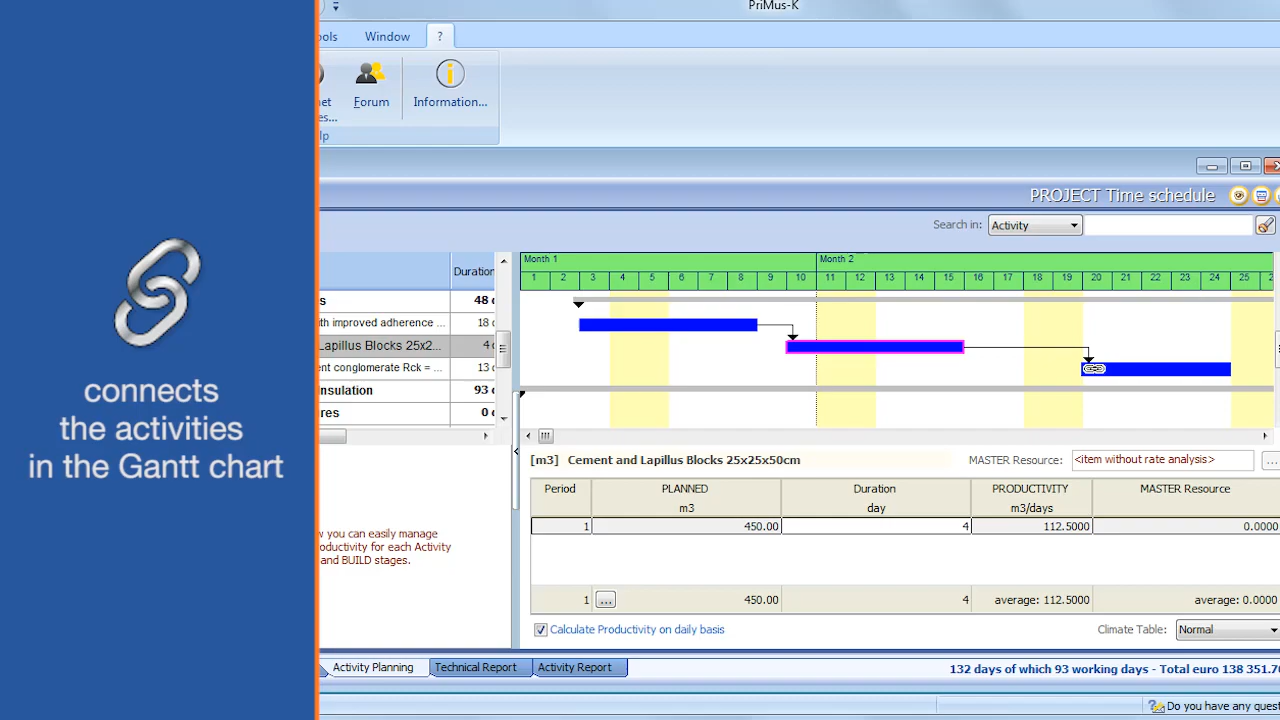 connects
the activities
in the Gantt chart
PriMus-K
ools
Window
?
net
es...
Forum
Information...
lp
PROJECT Time schedule
Search in:
Activity
Duration
s
48 d
th improved adherence ...
18 d
Lapillus Blocks 25x2...
4 d
ent conglomerate Rck = ...
13 d
nsulation
93 d
res
0 d
Month 1
Month 2
1 2 3 4 5 6 7 8 9 10 11 12 13 14 15 16 17 18 19 20 21 22 23 24 25 2
w you can easily manage
oductivity for each Activity
and BUILD stages.
[m3] Cement and Lapillus Blocks 25x25x50cm
MASTER Resource:
<item without rate analysis>
...
Period PLANNED Duration PRODUCTIVITY MASTER Resource
m3 day m3/days
1 450.00 4 112.5000 0.0000
1 ... 450.00 4 average: 112.5000 average: 0.0000
Calculate Productivity on daily basis
Climate Table:
Normal
Activity Planning
Technical Report
Activity Report
132 days of which 93 working days - Total euro 138 351.7
Do you have any quest